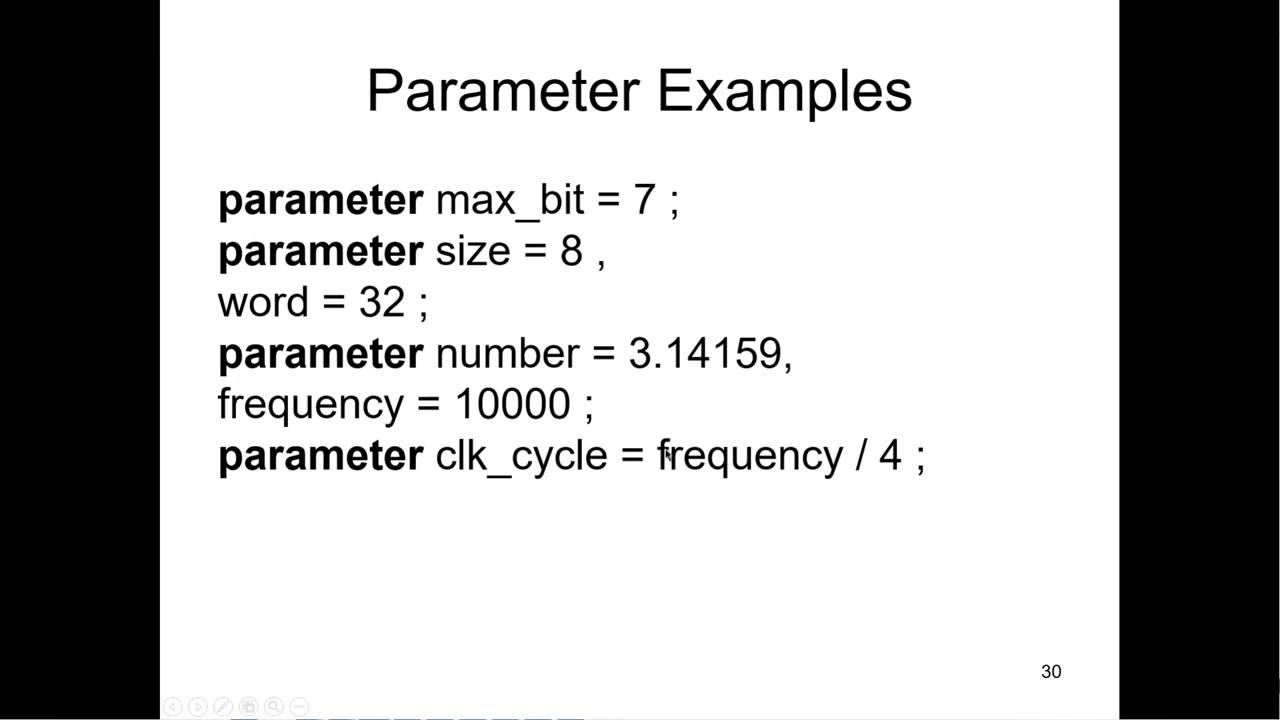 Parameter Examples
parameter max_bit = 7 ;
parameter size = 8 ,
word = 32 ;
parameter number = 3.14159,
frequency = 10000 ;
parameter clk_cycle = frequency / 4 ;
30